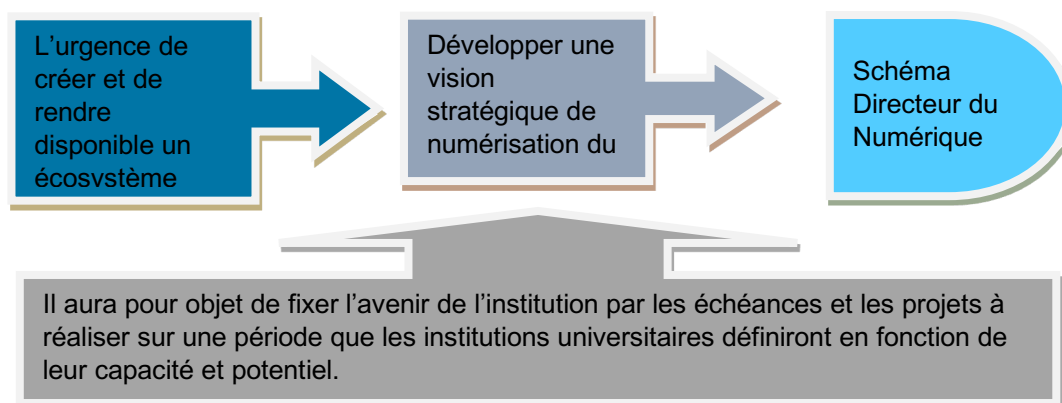 L'urgence de
créer et de
rendre
disponible un
écosystème
Développer une
vision
stratégique de
numérisation du
Schéma
Directeur du
Numérique
Il aura pour objet de fixer l'avenir de l'institution par les échéances et les projets à
réaliser sur une période que les institutions universitaires définiront en fonction de
leur capacité et potentiel.